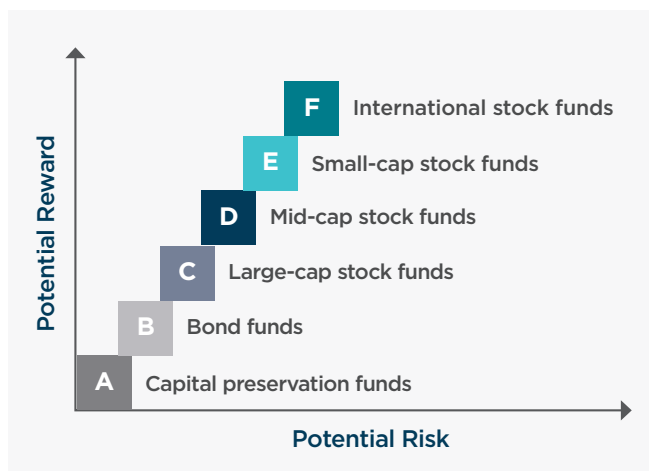 Potential Reward
F International stock funds
E Small-cap stock funds
D Mid-cap stock funds
C Large-cap stock funds
B Bond funds
A Capital preservation funds
Potential Risk